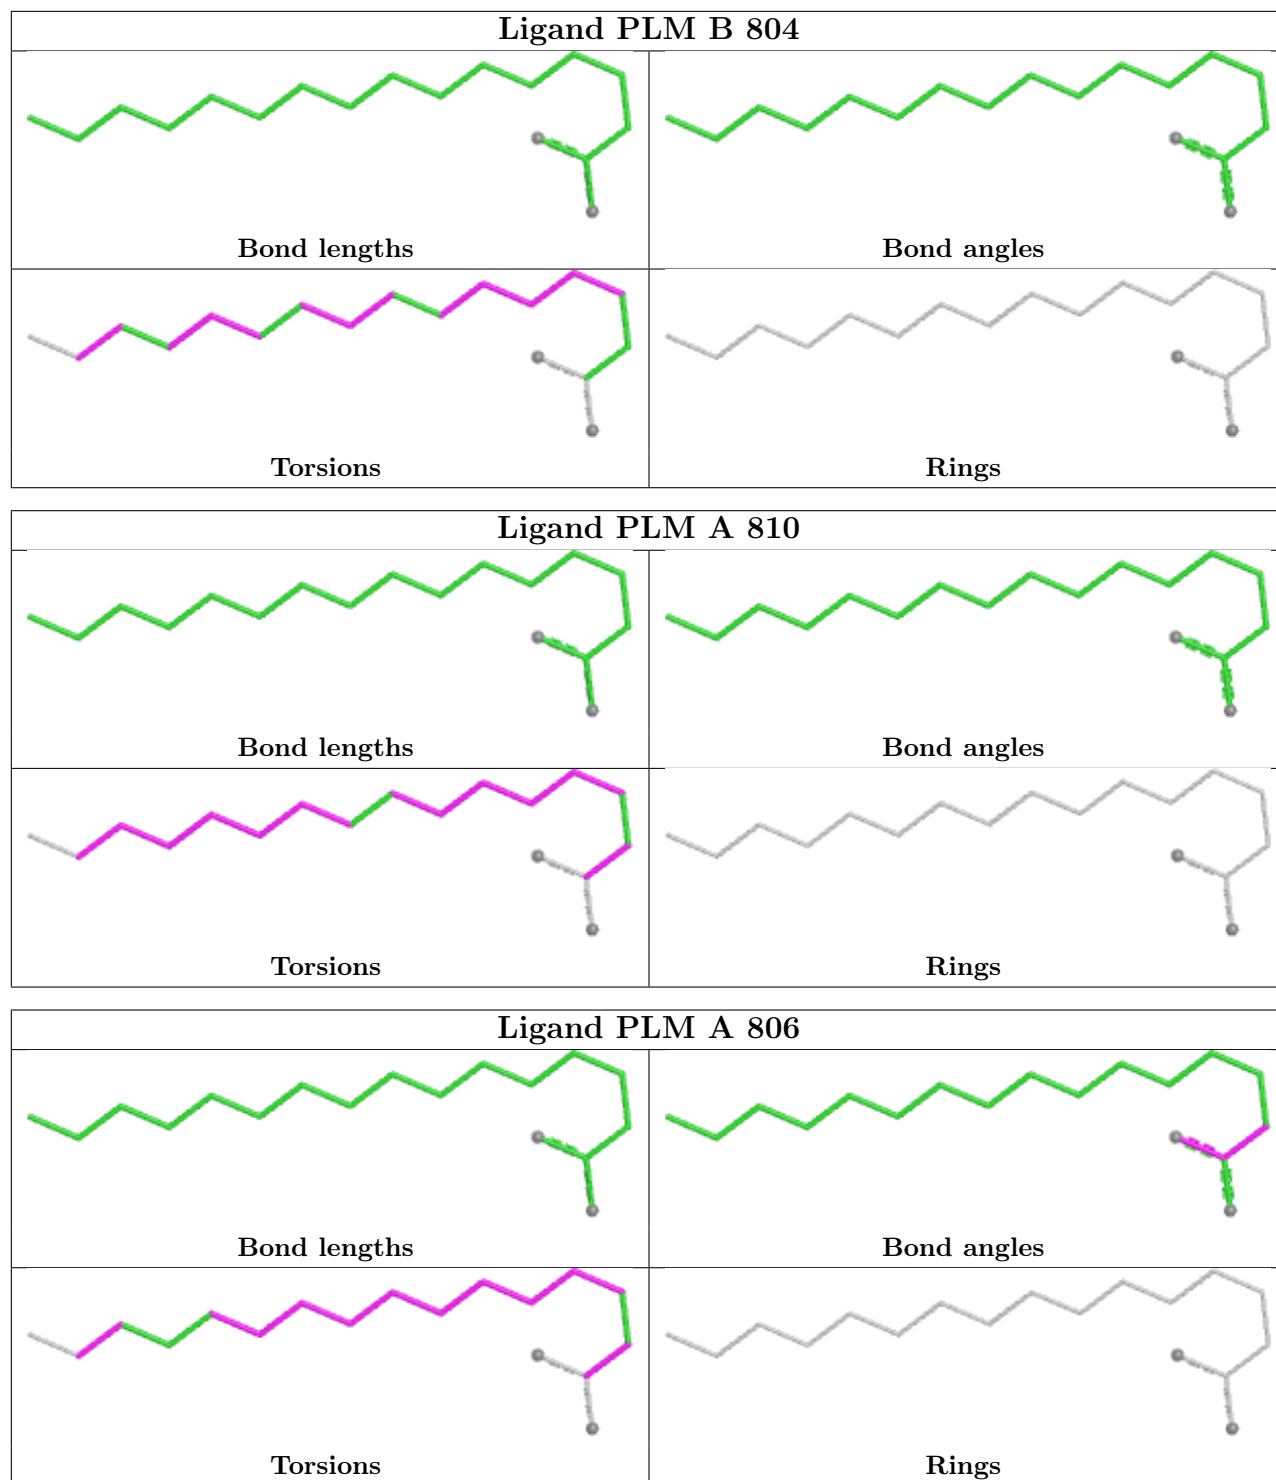 Ligand PLM B 804
Bond lengths
Bond angles
Torsions
Rings
Ligand PLM A 810
Bond lengths
Bond angles
Torsions
Rings
Ligand PLM A 806
Bond lengths
Bond angles
Torsions
Rings